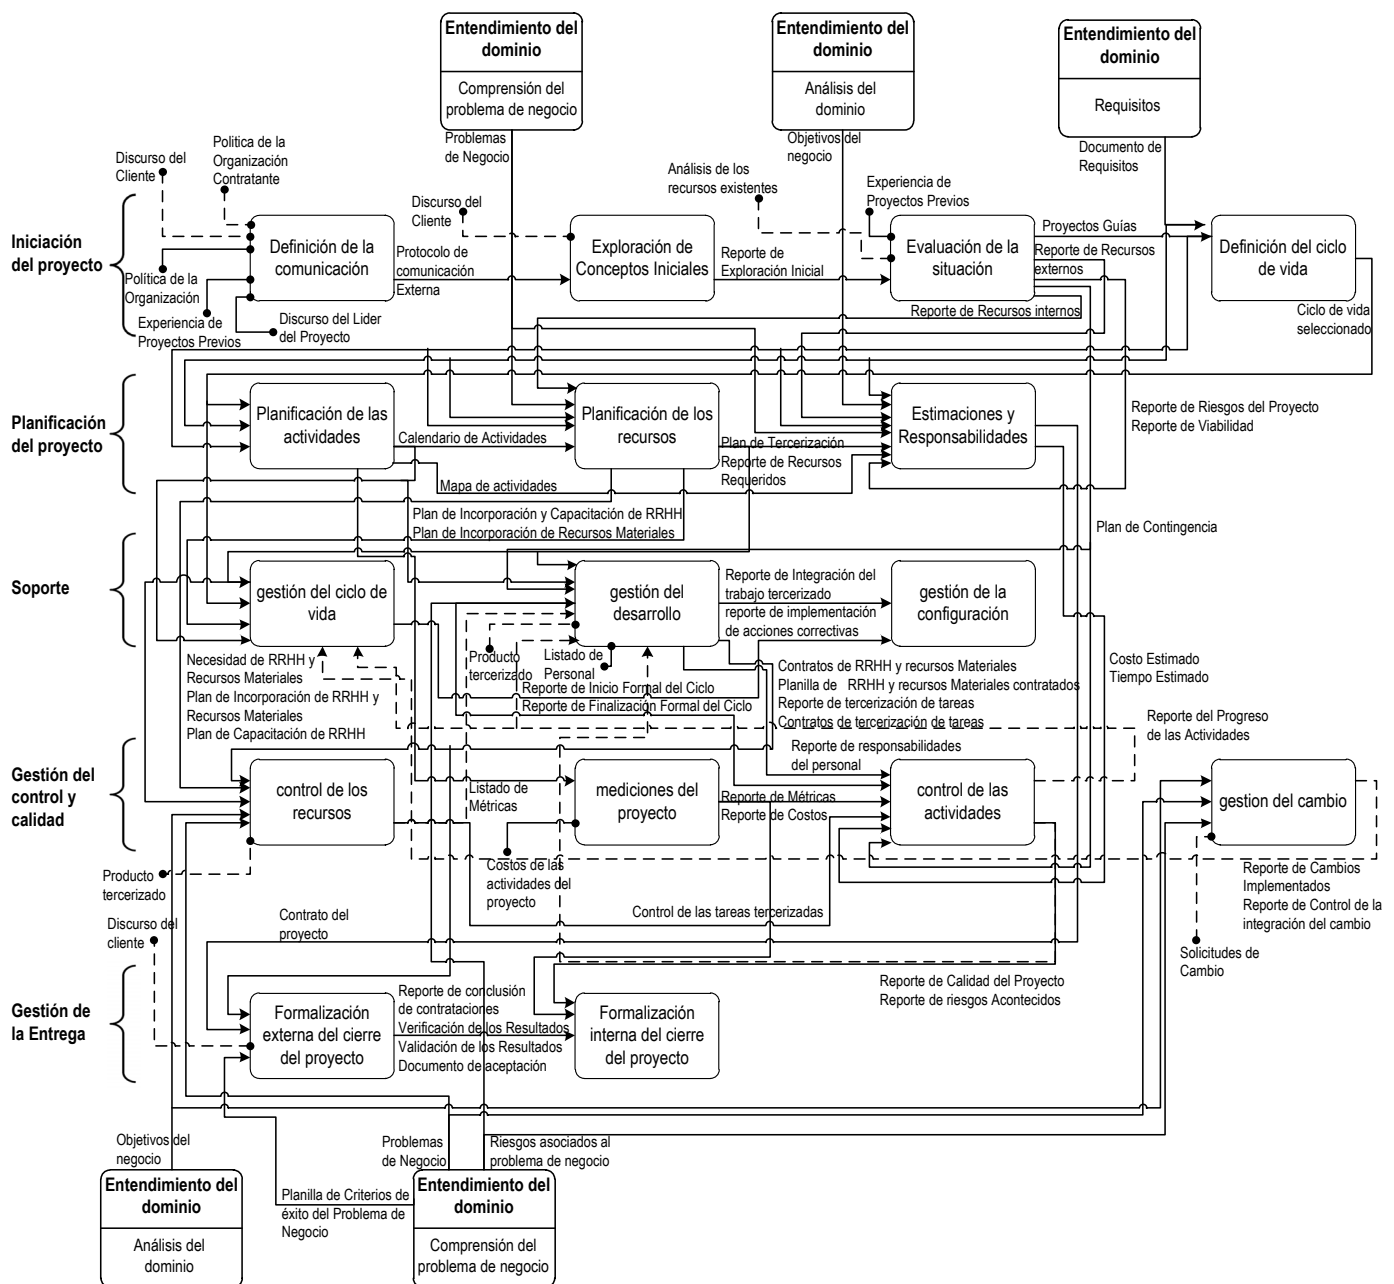 Entendimiento del
dominio
Comprensión del
problema de negocio
Entendimiento del
dominio
Análisis del
dominio
Entendimiento del
dominio
Requisitos
Problemas
de Negocio
Objetivos del
negocio
Documento de
Requisitos
Discurso del
Cliente
Politica de la
Organización
Contratante
Discurso del
Cliente
Análisis de los
recursos existentes
Experiencia de
Proyectos Previos
Iniciación
del proyecto
Definición de la
comunicación
Protocolo de
comunicación
Externa
Exploración de
Conceptos Iniciales
Reporte de
Exploración Inicial
Evaluación de la
situación
Proyectos Guías
Reporte de Recursos
externos
Definición del ciclo
de vida
Política de la
Organización
Experiencia de
Proyectos Previos
Discurso del Lider
del Proyecto
Reporte de Recursos internos
Ciclo de vida
seleccionado
Planificación
del proyecto
Planificación de las
actividades
Calendario de Actividades
Planificación de los
recursos
Plan de Tercerización
Reporte de Recursos
Requeridos
Estimaciones y
Responsabilidades
Reporte de Riesgos del Proyecto
Reporte de Viabilidad
Mapa de actividades
Plan de Incorporación y Capacitación de RRHH
Plan de Incorporación de Recursos Materiales
Plan de Contingencia
Soporte
gestión del ciclo de
vida
gestión del
desarrollo
Reporte de Integración del
trabajo tercerizado
reporte de implementación
de acciones correctivas
gestión de la
configuración
Necesidad de RRHH y
Recursos Materiales
Plan de Incorporación de RRHH y
Recursos Materiales
Plan de Capacitación de RRHH
Producto
tercerizado
Listado de
Personal
Reporte de Inicio Formal del Ciclo
Reporte de Finalización Formal del Ciclo
Contratos de RRHH y recursos Materiales
Planilla de RRHH y recursos Materiales contratados
Reporte de tercerización de tareas
Contratos de tercerización de tareas
Costo Estimado
Tiempo Estimado
Reporte del Progreso
de las Actividades
Reporte de responsabilidades
del personal
Gestión del
control y
calidad
control de los
recursos
Listado de
Métricas
mediciones del
proyecto
Reporte de Métricas
Reporte de Costos
control de las
actividades
gestion del cambio
Producto
tercerizado
Costos de las
actividades del
proyecto
Reporte de Cambios
Implementados
Reporte de Control de la
integración del cambio
Discurso del
cliente
Contrato del
proyecto
Control de las tareas tercerizadas
Solicitudes de
Cambio
Reporte de Calidad del Proyecto
Reporte de riesgos Acontecidos
Gestión de
la Entrega
Formalización
externa del cierre
del proyecto
Reporte de conclusión
de contrataciones
Verificación de los Resultados
Validación de los Resultados
Documento de aceptación
Formalización
interna del cierre
del proyecto
Objetivos del
negocio
Problemas
de Negocio
Riesgos asociados al
problema de negocio
Entendimiento del
dominio
Análisis del
dominio
Planilla de Criterios de
éxito del Problema de
Negocio
Entendimiento del
dominio
Comprensión del
problema de negocio